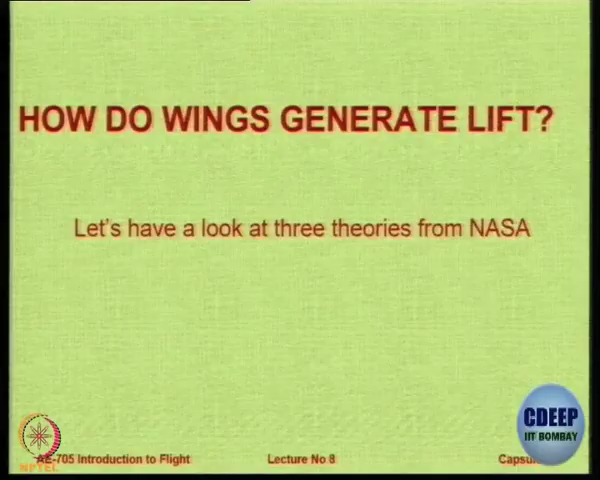 HOW DO WINGS GENERATE LIFT?
Let's have a look at three theories from NASA
CDEEP
IIT BOMBAY
AE-705 Introduction to Flight
Lecture No 8
NPTEL